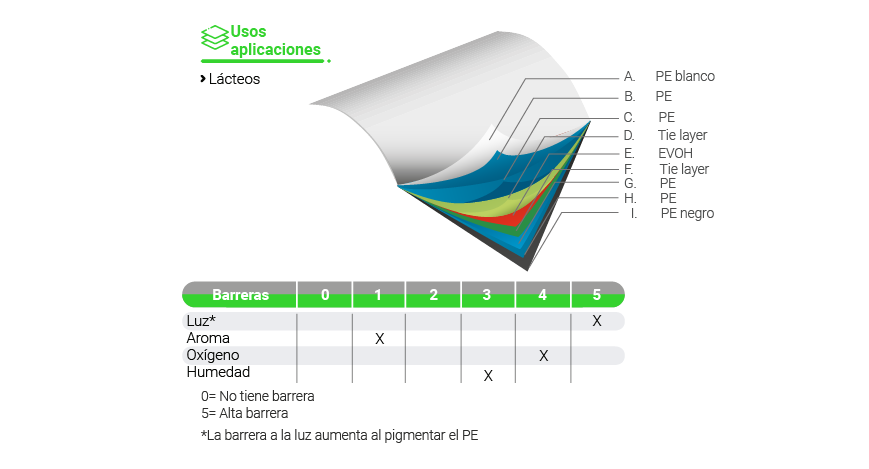 Usos
aplicaciones
Lácteos
A. PE blanco
B. PE
C. PE
D. Tie layer
E. EVOH
F. Tie layer
G. PE
H. PE
I. PE negro
Barreras 0 1 2 3 4 5
Luz* X
Aroma X
Oxígeno X
Humedad X
0= No tiene barrera
5= Alta barrera
*La barrera a la luz aumenta al pigmentar el PE